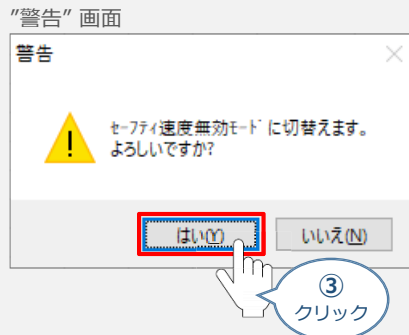 ”警告” 画面
警告
ｾｰﾌﾃｨ速度無効ﾓｰﾄﾞに切替えます。
よろしいですか?
はい(Y)
いいえ(N)
③
クリック